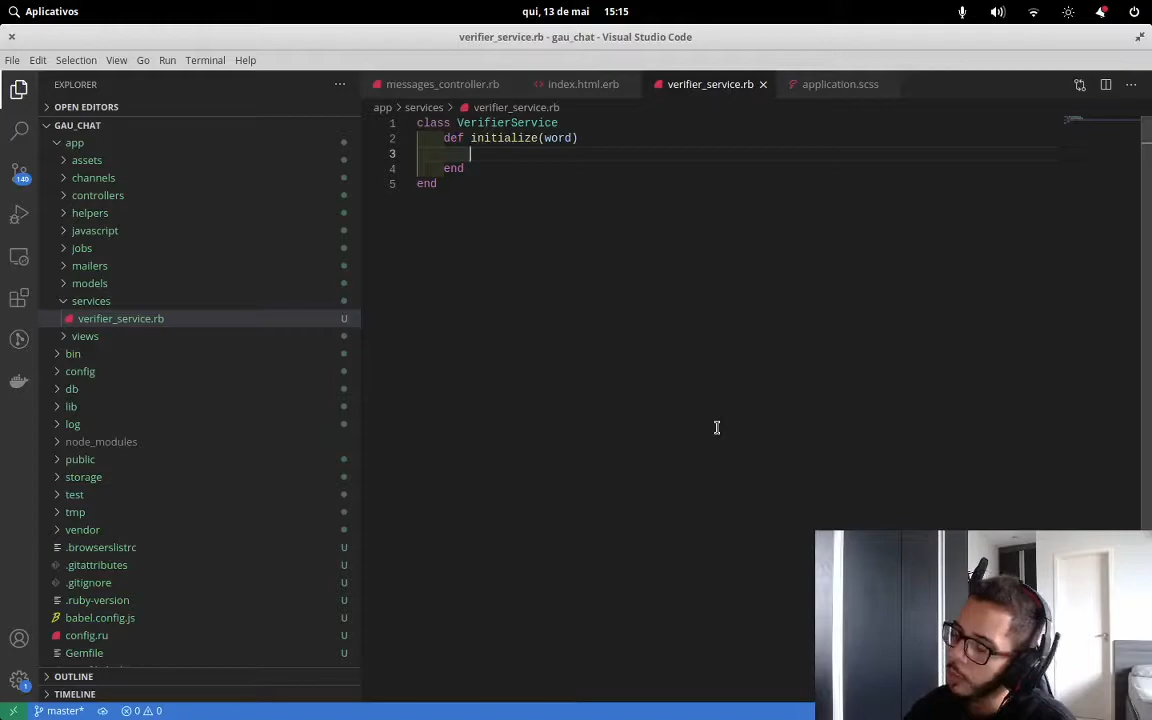 Aplicativos
qui, 13 de mai 15:15
verifier_service.rb - gau_chat - Visual Studio Code
File Edit Selection View Go Run Terminal Help
EXPLORER
messages_controller.rb
index.html.erb
verifier_service.rb
application.scss
OPEN EDITORS
GAU_CHAT
app
assets
channels
controllers
helpers
javascript
jobs
mailers
models
services
verifier_service.rb U
views
bin
config
db
lib
log
node_modules
public
storage
test
tmp
vendor
.browserslistrc U
.gitattributes U
.gitignore U
.ruby-version U
babel.config.js U
config.ru U
Gemfile U
OUTLINE
TIMELINE
140
1
app > services > verifier_service.rb
1 class VerifierService
2 def initialize(word)
3
4 end
5 end
master* 0 0